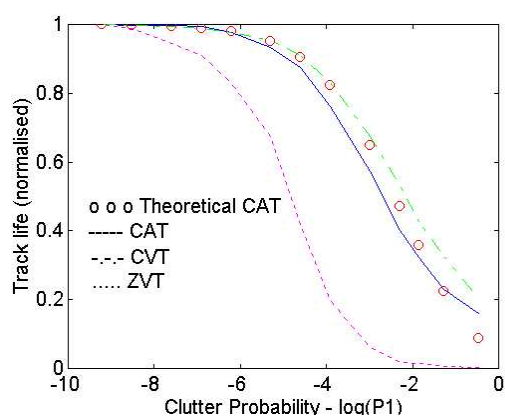 1
0.8
0.6
0.4
0.2
0
Track life (normalised)
o o o Theoretical CAT
----- CAT
-.-.- CVT
..... ZVT
-10 -8 -6 -4 -2 0
Clutter Probability - log(P1)